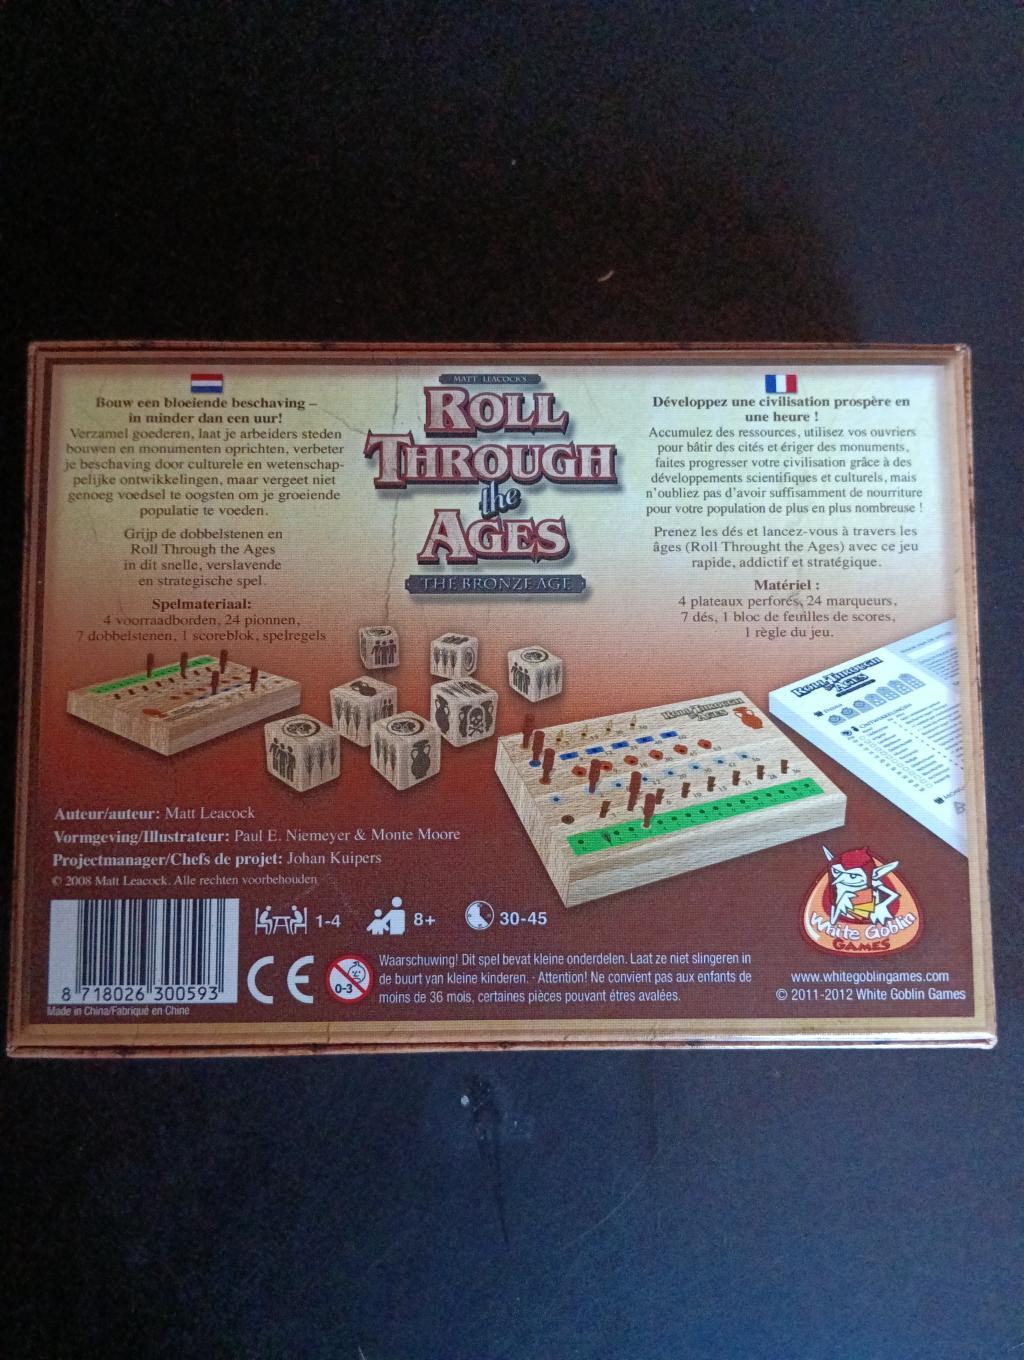 Bouw een bloeiende beschaving –
in minder dan een uur!
Verzamel goederen, laat je arbeiders steden
bouwen en monumenten oprichten, verbeter
je beschaving door culturele en wetenschap-
pelijke ontwikkelingen, maar vergeet niet
genoeg voedsel te oogsten om je groeiende
populatie te voeden.
Grijp de dobbelstenen en
Roll Through the Ages
in dit snelle, verslavende
en strategische spel.
Spelmateriaal:
4 voorraadborden, 24 pionnen,
7 dobbelstenen, 1 scoreblok, spelregels
MATT LEACOCK'S
ROLL
THROUGH
the
AGES
THE BRONZE AGE
Développez une civilisation prospère en
une heure !
Accumulez des ressources, utilisez vos ouvriers
pour bâtir des cités et ériger des monuments,
faites progresser votre civilisation grâce à des
développements scientifiques et culturels, mais
n'oubliez pas d'avoir suffisamment de nourriture
pour votre population de plus en plus nombreuse !
Prenez les dés et lancez-vous à travers les
âges (Roll Throught the Ages) avec ce jeu
rapide, addictif et stratégique.
Matériel :
4 plateaux perforés, 24 marqueurs,
7 dés, 1 bloc de feuilles de scores,
1 règle du jeu.
ROLL THROUGH
the AGES
ROLL THROUGH
the AGES
Auteur/auteur: Matt Leacock
Vormgeving/Illustrateur: Paul E. Niemeyer & Monte Moore
Projectmanager/Chefs de projet: Johan Kuipers
© 2008 Matt Leacock. Alle rechten voorbehouden
8 718026 300593
Made in China/Fabriqué en Chine
1-4
8+
30-45
CE
0-3
Waarschuwing! Dit spel bevat kleine onderdelen. Laat ze niet slingeren in
de buurt van kleine kinderen. - Attention! Ne convient pas aux enfants de
moins de 36 mois, certaines pièces pouvant êtres avalées.
White Goblin
GAMES
www.whitegoblingames.com
© 2011-2012 White Goblin Games